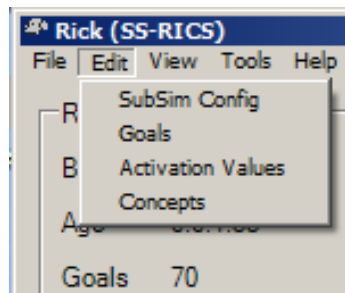 Rick (SS-RICS)
File Edit View Tools Help
SubSim Config
Goals
Activation Values
Concepts
Goals 70